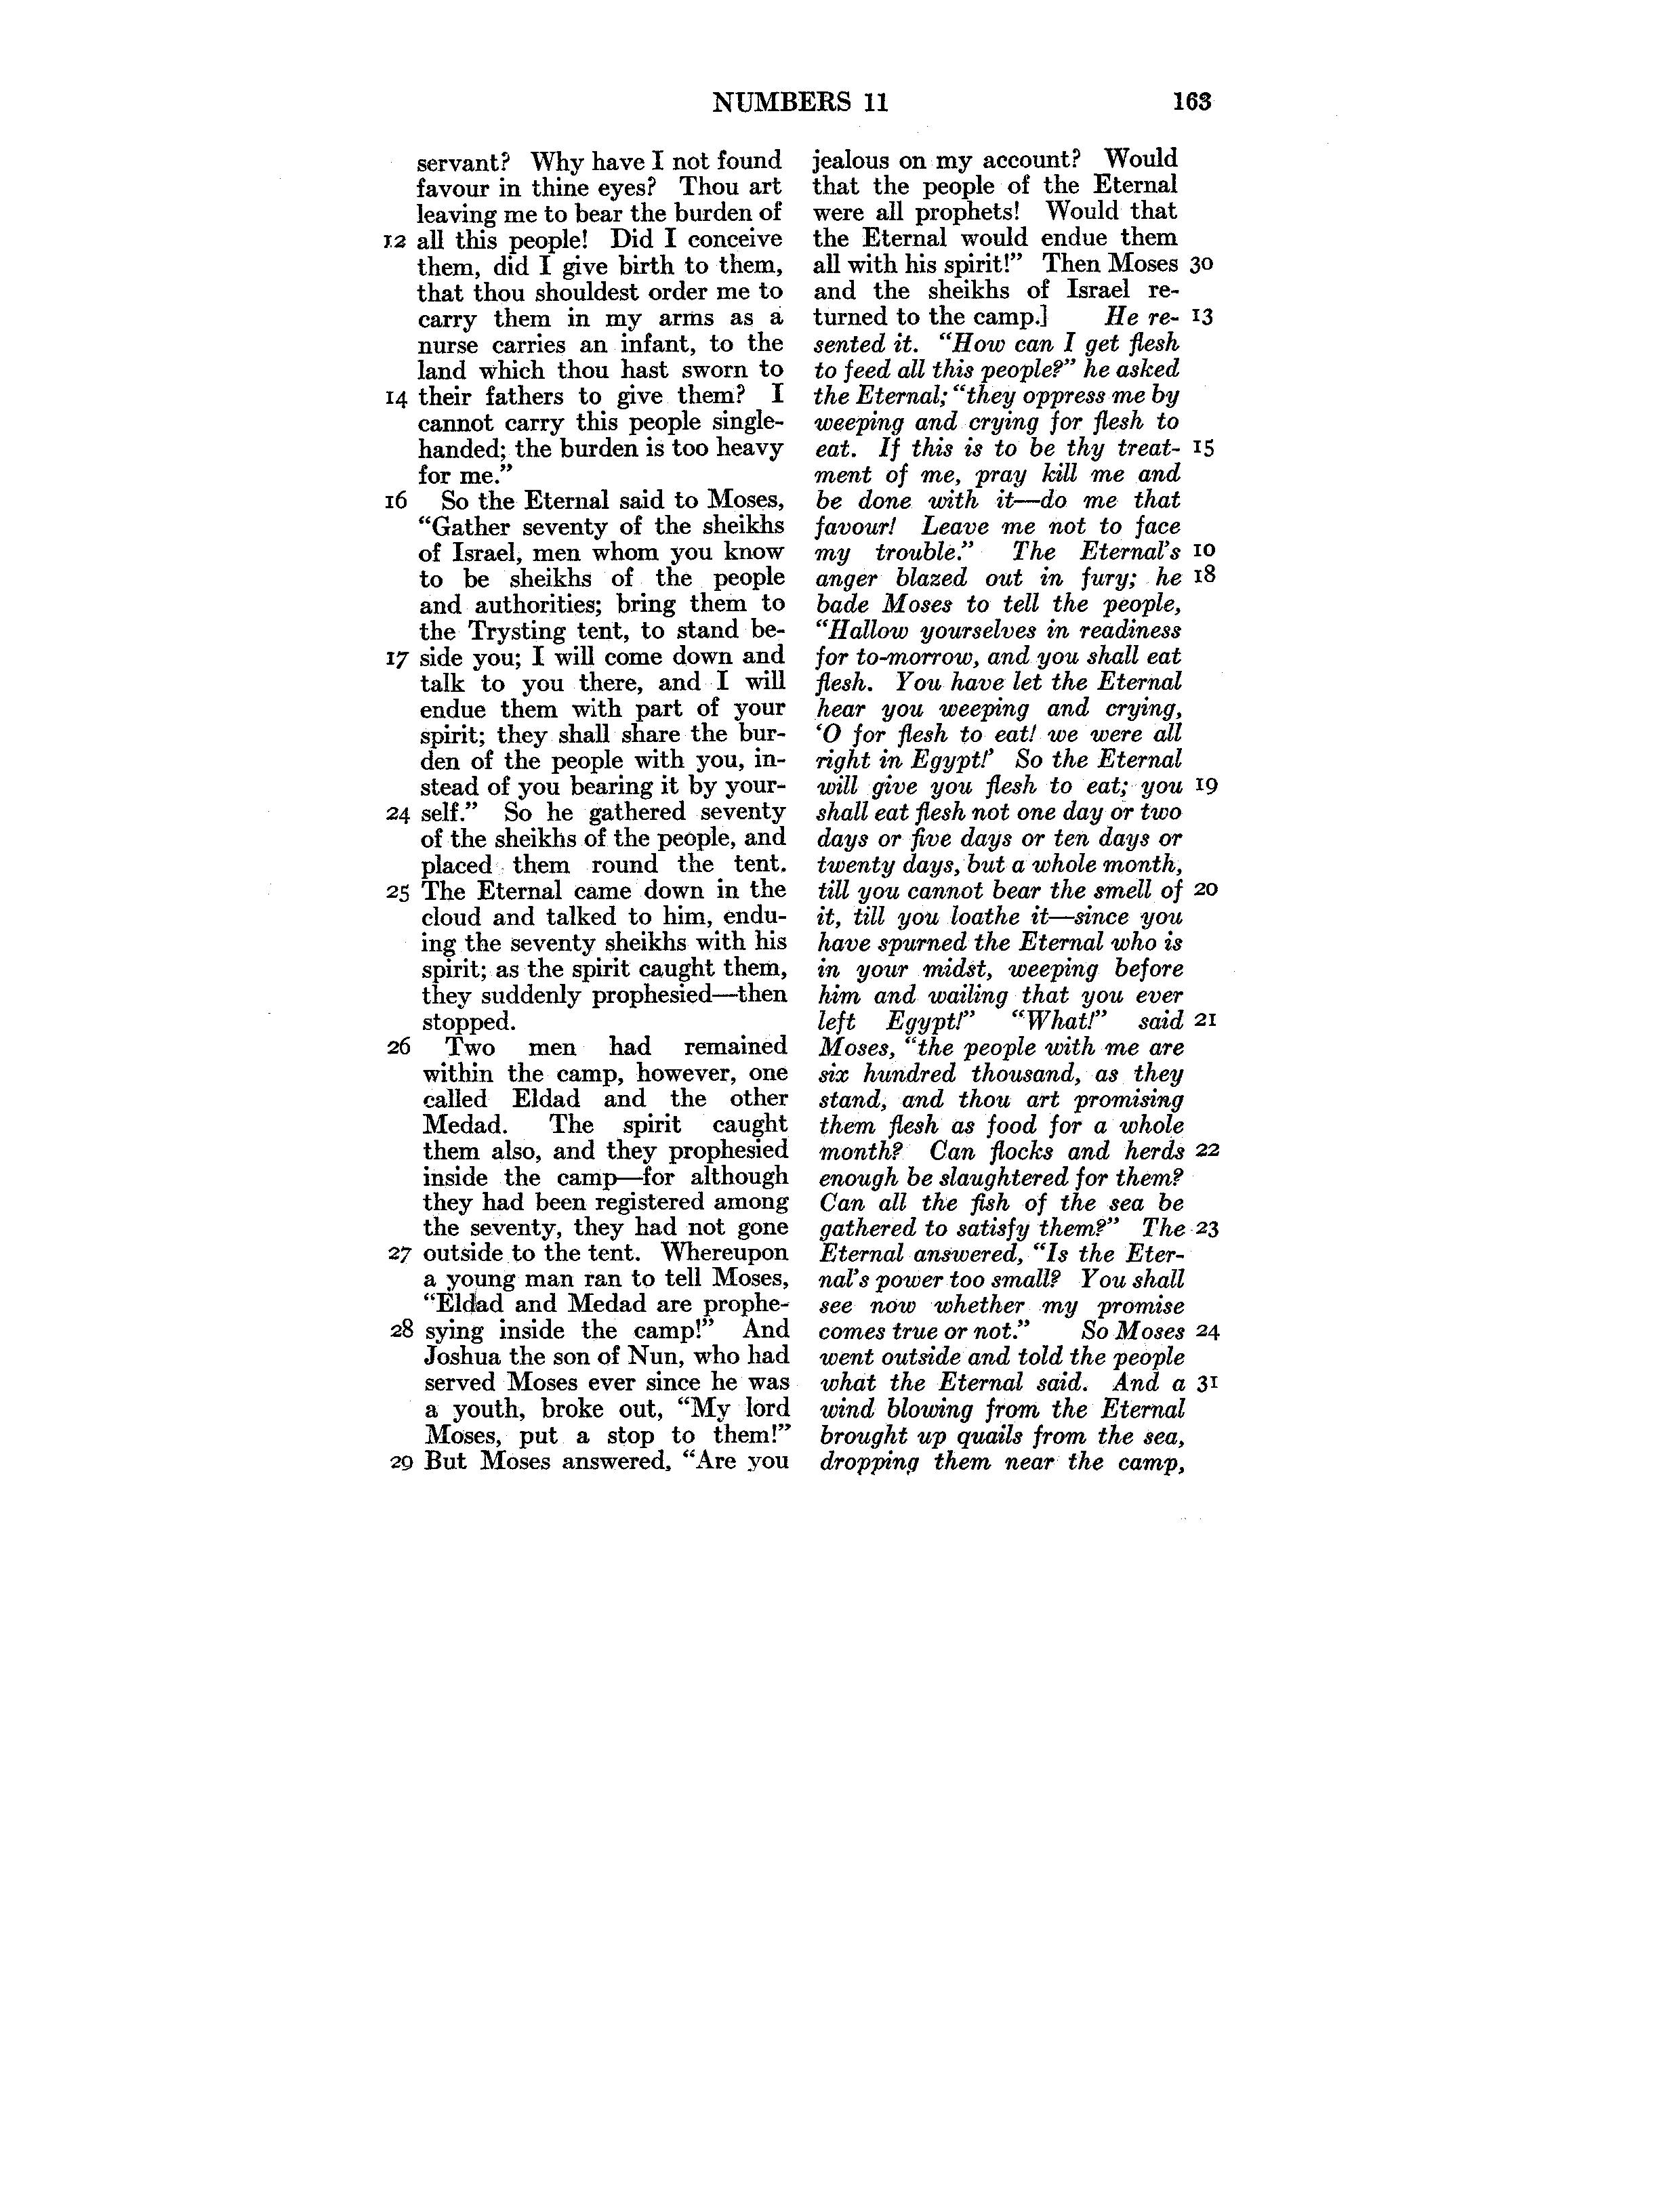 NUMBERS 11 163
servant? Why have I not found
favour in thine eyes? Thou art
leaving me to bear the burden of
12 all this people! Did I conceive
them, did I give birth to them,
that thou shouldest order me to
carry them in my arms as a
nurse carries an infant, to the
land which thou hast sworn to
14 their fathers to give them? I
cannot carry this people single-
handed; the burden is too heavy
for me.”
16 So the Eternal said to Moses,
“Gather seventy of the sheikhs
of Israel, men whom you know
to be sheikhs of the people
and authorities; bring them to
the Trysting tent, to stand be-
17 side you; I will come down and
talk to you there, and I will
endue them with part of your
spirit; they shall share the bur-
den of the people with you, in-
stead of you bearing it by your-
24 self.” So he gathered seventy
of the sheikhs of the people, and
placed them round the tent.
25 The Eternal came down in the
cloud and talked to him, endu-
ing the seventy sheikhs with his
spirit; as the spirit caught them,
they suddenly prophesied—then
stopped.
26 Two men had remained
within the camp, however, one
called Eldad and the other
Medad. The spirit caught
them also, and they prophesied
inside the camp—for although
they had been registered among
the seventy, they had not gone
27 outside to the tent. Whereupon
a young man ran to tell Moses,
“Eldad and Medad are prophe-
28 sying inside the camp!” And
Joshua the son of Nun, who had
served Moses ever since he was
a youth, broke out, “My lord
Moses, put a stop to them!”
29 But Moses answered, “Are you
jealous on my account? Would
that the people of the Eternal
were all prophets! Would that
the Eternal would endue them
all with his spirit!” Then Moses 30
and the sheikhs of Israel re-
turned to the camp.] He re- 13
sented it. “How can I get flesh
to feed all this people?” he asked
the Eternal; “they oppress me by
weeping and crying for flesh to
eat. If this is to be thy treat- 15
ment of me, pray kill me and
be done with it—do me that
favour! Leave me not to face
my trouble.” The Eternal’s 10
anger blazed out in fury; he 18
bade Moses to tell the people,
“Hallow yourselves in readiness
for to-morrow, and you shall eat
flesh. You have let the Eternal
hear you weeping and crying,
‘O for flesh to eat! we were all
right in Egypt!’ So the Eternal
will give you flesh to eat; you 19
shall eat flesh not one day or two
days or five days or ten days or
twenty days, but a whole month,
till you cannot bear the smell of 20
it, till you loathe it—since you
have spurned the Eternal who is
in your midst, weeping before
him and wailing that you ever
left Egypt!” “What!” said 21
Moses, “the people with me are
six hundred thousand, as they
stand, and thou art promising
them flesh as food for a whole
month? Can flocks and herds 22
enough be slaughtered for them?
Can all the fish of the sea be
gathered to satisfy them?” The 23
Eternal answered, “Is the Eter-
nal’s power too small? You shall
see now whether my promise
comes true or not.” So Moses 24
went outside and told the people
what the Eternal said. And a 31
wind blowing from the Eternal
brought up quails from the sea,
dropping them near the camp,